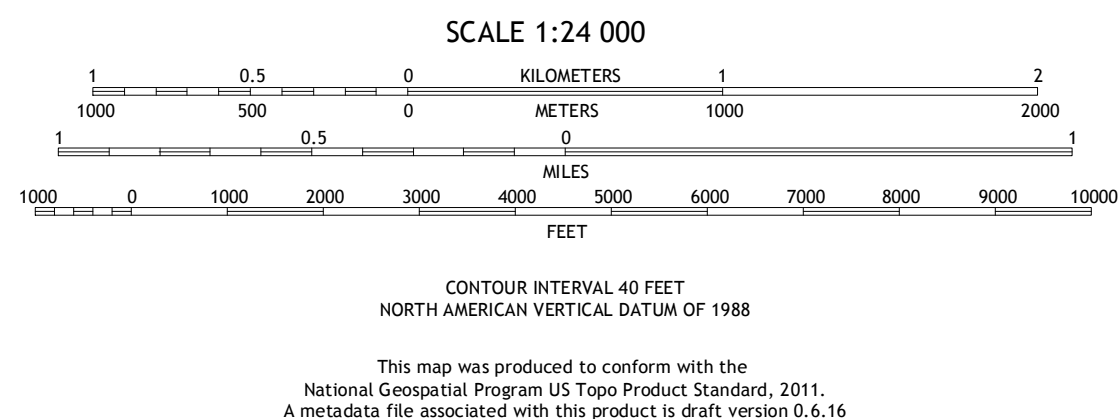 SCALE 1:24 000
1 0.5 0 KILOMETERS 1 2
1000 500 0 METERS 1000 2000
1 0.5 0 1
MILES
1000 0 1000 2000 3000 4000 5000 6000 7000 8000 9000 10000
FEET
CONTOUR INTERVAL 40 FEET
NORTH AMERICAN VERTICAL DATUM OF 1988
This map was produced to conform with the
National Geospatial Program US Topo Product Standard, 2011.
A metadata file associated with this product is draft version 0.6.16